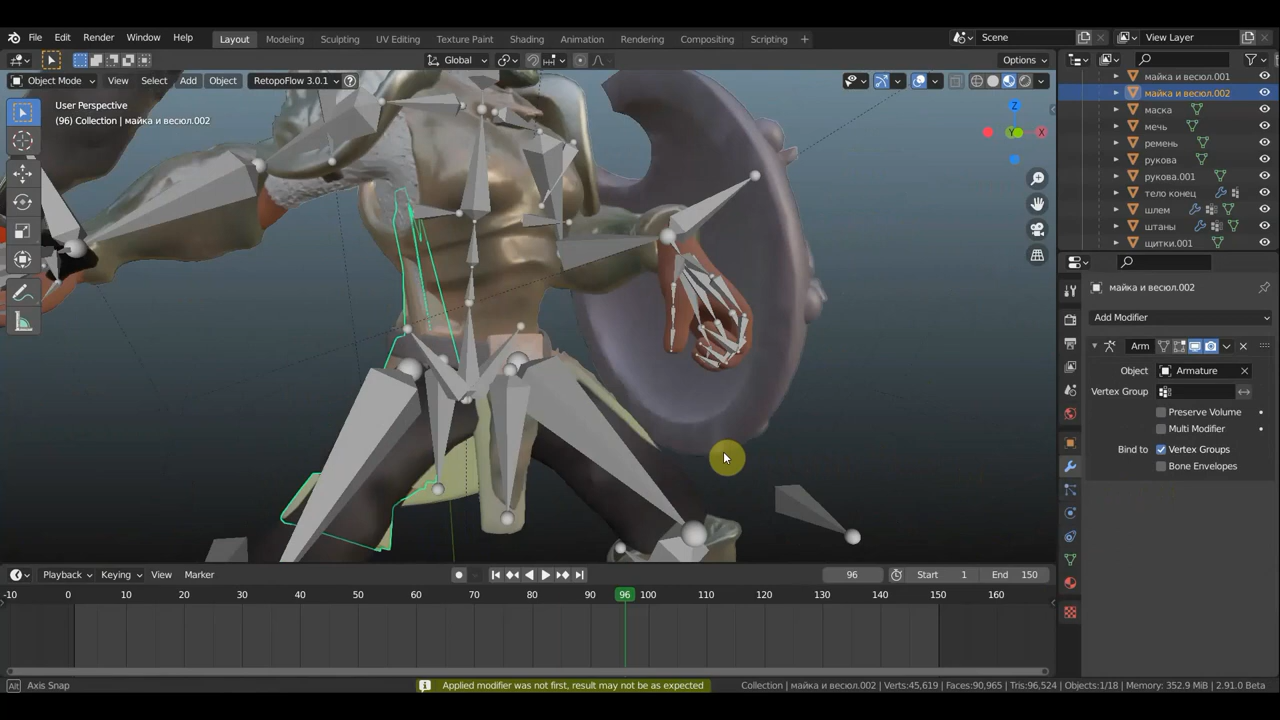 File Edit Render Window Help Layout Modeling Sculpting UV Editing Texture Paint Shading Animation Rendering Compositing Scripting + Scene View Layer
Global Options
Object Mode View Select Add Object RetopoFlow 3.0.1
User Perspective
(96) Collection | майка и весюл.002
Z
Y X
майка и весюл.001
майка и весюл.002
маска
мечь
ремень
рукова
рукова.001
тело конец
шлем
штаны
щитки.001
майка и весюл.002
Add Modifier
Arm
Object Armature
Vertex Group
Preserve Volume
Multi Modifier
Bind to Vertex Groups
Bone Envelopes
Playback Keying View Marker 96 Start 1 End 150
-10 0 10 20 30 40 50 60 70 80 90 96 100 110 120 130 140 150 160
Alt Axis Snap Applied modifier was not first, result may not be as expected Collection | майка и весюл.002 | Verts:45,619 | Faces:90,965 | Tris:96,524 | Objects:1/18 | Memory: 352.9 MiB | 2.91.0 Beta